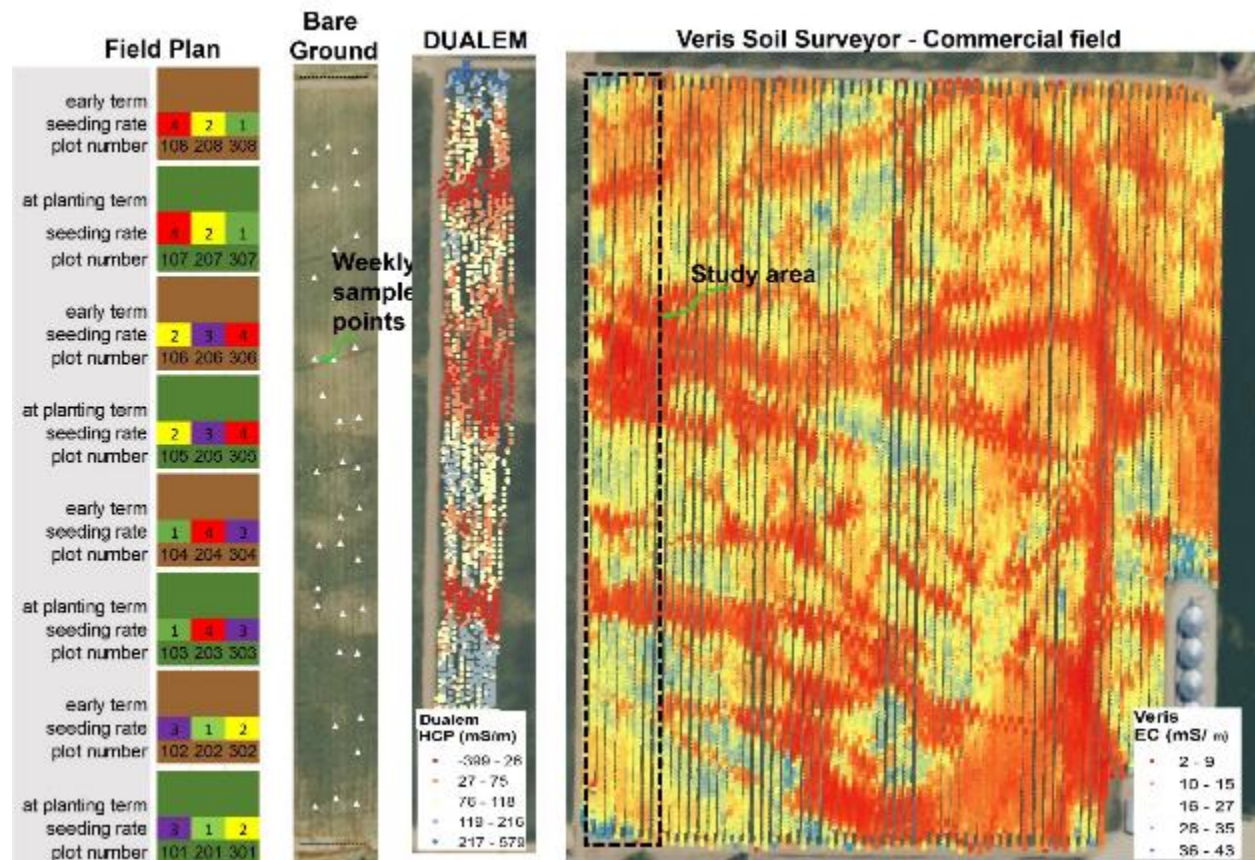 Field Plan
Bare
Ground
DUALEM
Veris Soil Surveyor - Commercial field
early term
seeding rate 4 2 1
plot number 108 208 308
at planting term
seeding rate 4 2 1
plot number 107 207 307
early term
seeding rate 2 3 4
plot number 106 206 306
at planting term
seeding rate 2 3 4
plot number 105 205 305
early term
seeding rate 1 4 3
plot number 104 204 304
at planting term
seeding rate 1 4 3
plot number 103 203 303
early term
seeding rate 3 1 2
plot number 102 202 302
at planting term
seeding rate 3 1 2
plot number 101 201 301
Weekly
sample
points
Study area
Dualem
HCP (mS/m)
-399 - 26
27 - 75
76 - 118
119 - 216
217 - 579
Veris
EC (mS/ m)
2 - 9
10 - 15
16 - 27
28 - 35
36 - 43